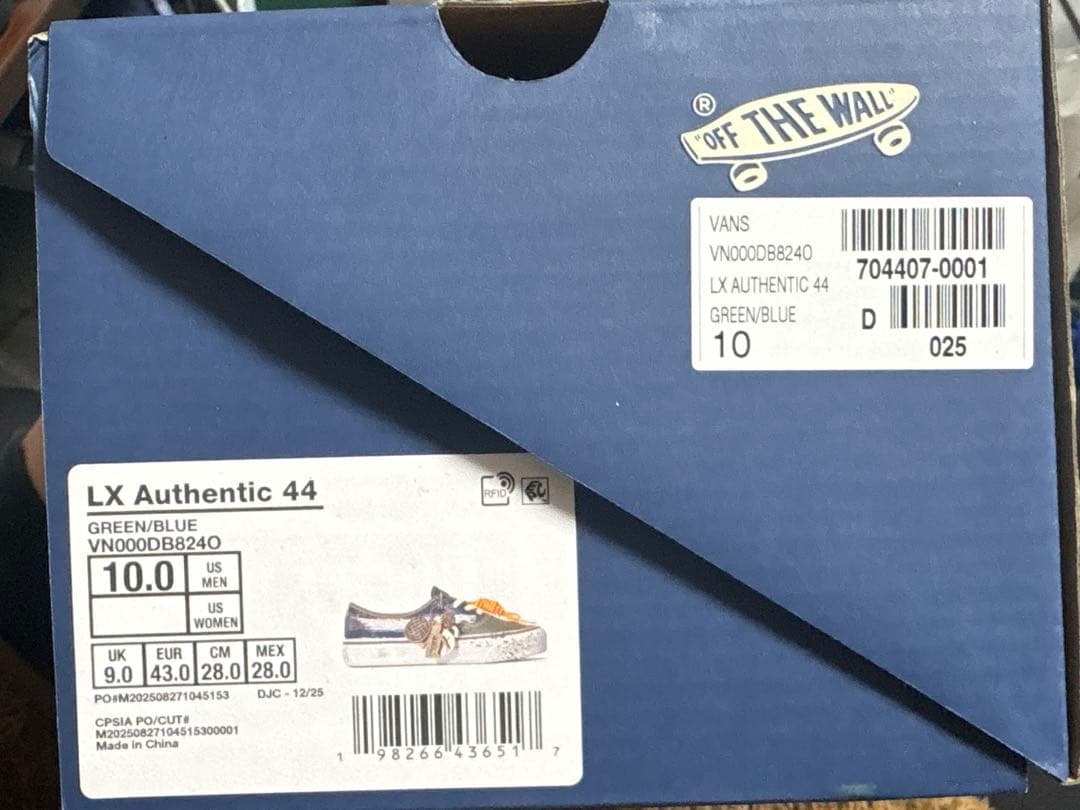 ®
"OFF THE WALL"
VANS
VN000DB824O
LX AUTHENTIC 44
GREEN/BLUE
10
704407-0001
D
025
LX Authentic 44
GREEN/BLUE
VN000DB824O
RFID
10.0 US MEN
US WOMEN
UK EUR CM MEX
9.0 43.0 28.0 28.0
PO#M202508271045153 DJC - 12/25
CPSIA PO/CUT#
M20250827104515300001
Made in China
1 98266 43651 7